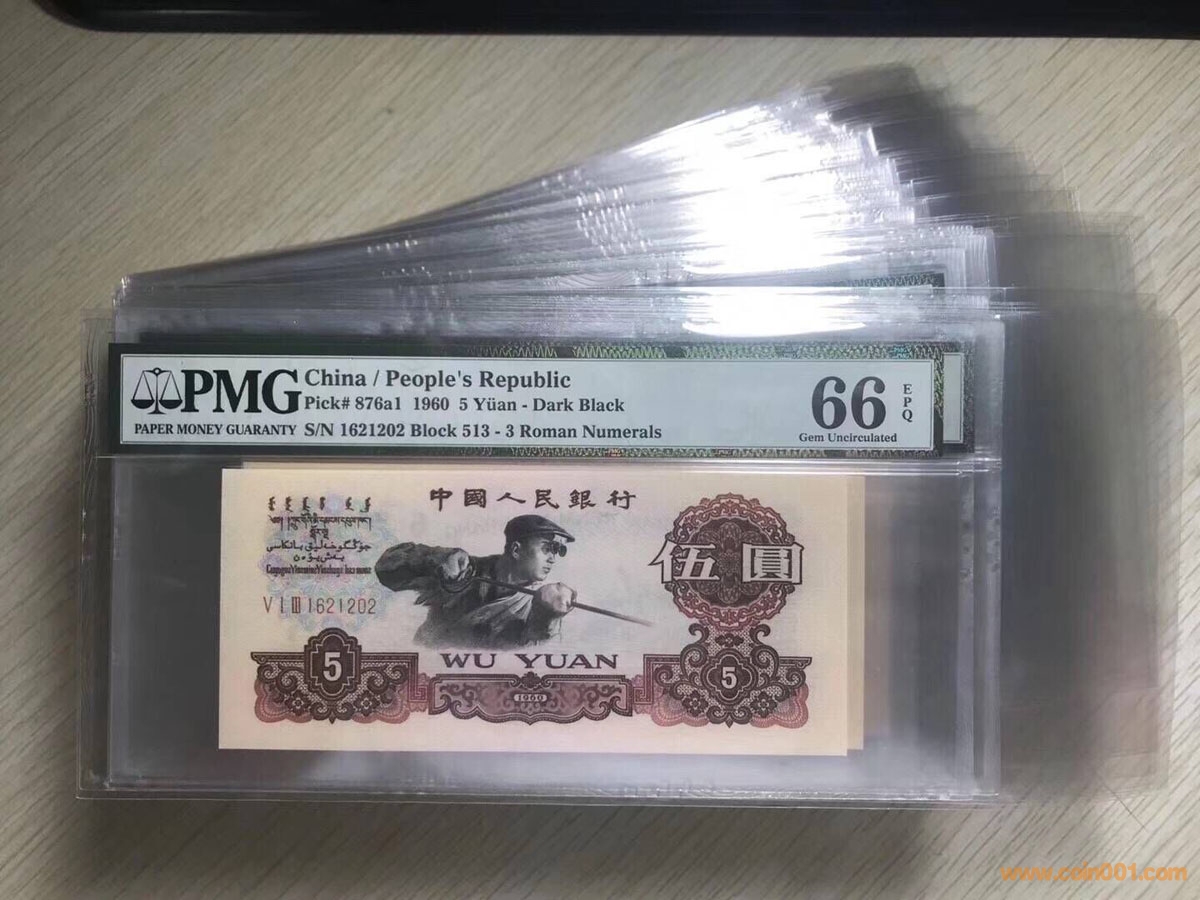 PMG
PAPER MONEY GUARANTY
China / People's Republic
Pick# 876a1 1960 5 Yüan - Dark Black
S/N 1621202 Block 513 - 3 Roman Numerals
66
EPQ
Gem Uncirculated
中國人民銀行
V I III 1621202
伍圓
5
WU YUAN
1960
5
www.coin001.com